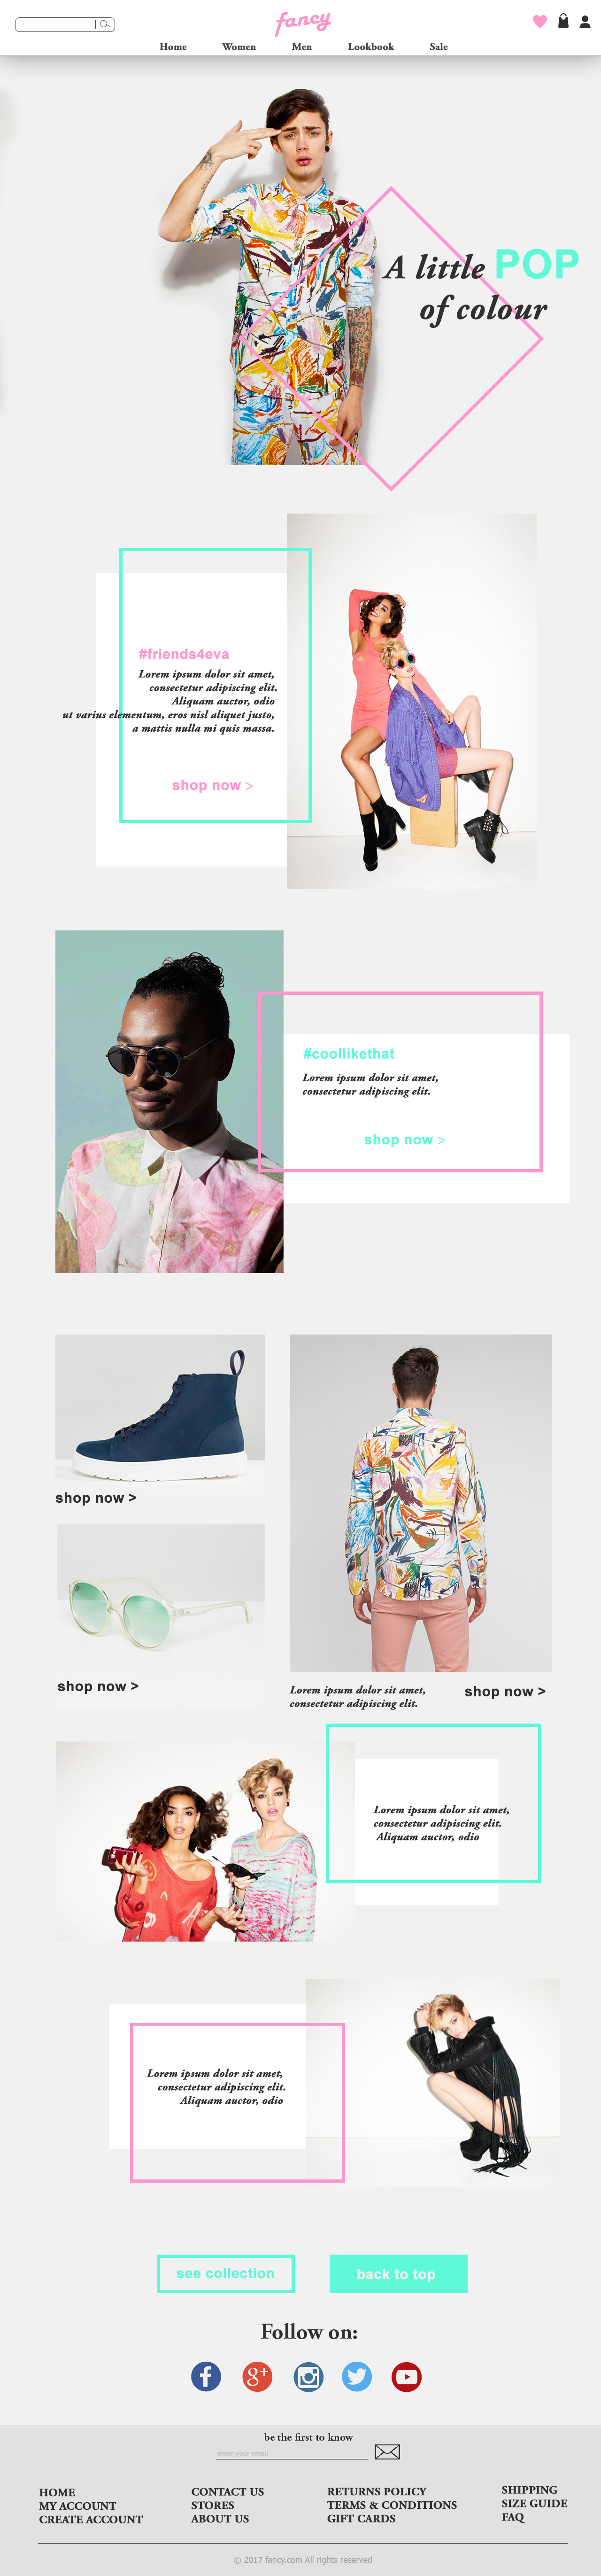 fancy
Home Women Men Lookbook Sale
A little POP
of colour
#friends4eva
Lorem ipsum dolor sit amet,
consectetur adipiscing elit.
Aliquam auctor, odio
ut varius elementum, eros nisl aliquet justo,
a mattis nulla mi quis massa.
shop now >
#coollikethat
Lorem ipsum dolor sit amet,
consectetur adipiscing elit.
shop now >
shop now >
shop now >
Lorem ipsum dolor sit amet,
consectetur adipiscing elit.
shop now >
Lorem ipsum dolor sit amet,
consectetur adipiscing elit.
Aliquam auctor, odio
Lorem ipsum dolor sit amet,
consectetur adipiscing elit.
Aliquam auctor, odio
see collection
back to top
Follow on:
be the first to know
enter your email
HOME
MY ACCOUNT
CREATE ACCOUNT
CONTACT US
STORES
ABOUT US
RETURNS POLICY
TERMS & CONDITIONS
GIFT CARDS
SHIPPING
SIZE GUIDE
FAQ
© 2017 fancy.com All rights reserved